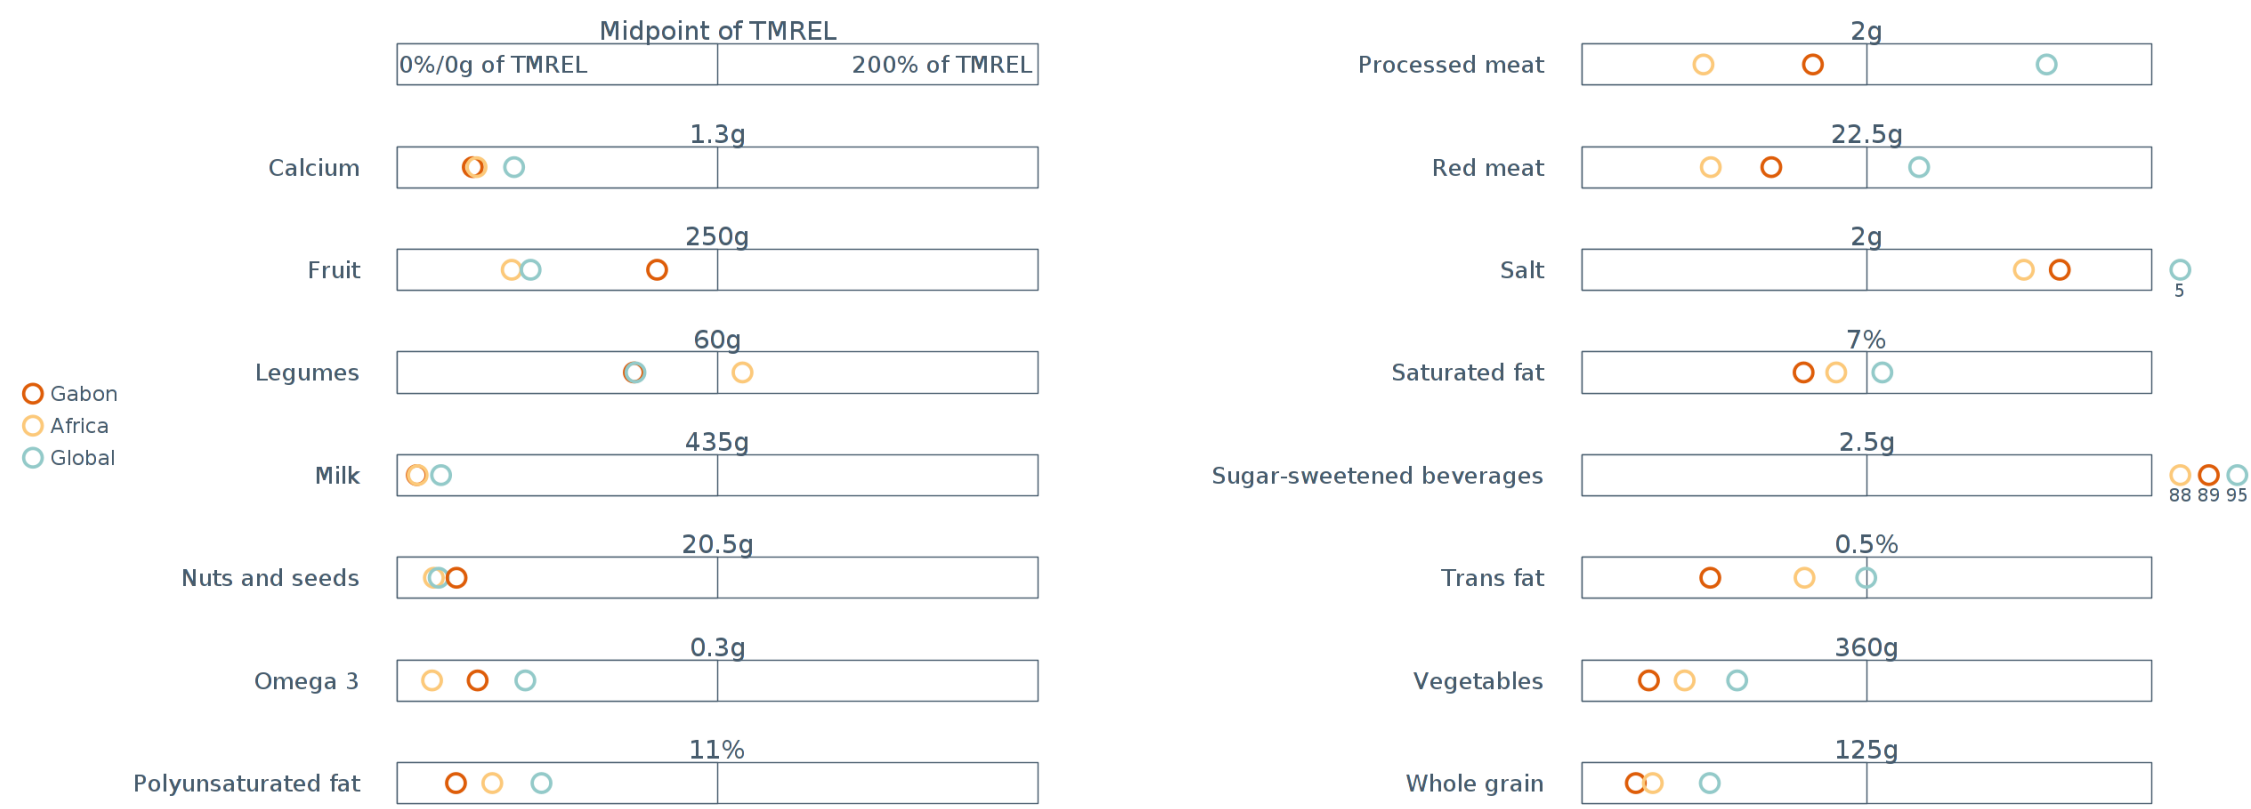 Midpoint of TMREL
0%/0g of TMREL
200% of TMREL
1.3g
Calcium
250g
Fruit
60g
Legumes
435g
Milk
20.5g
Nuts and seeds
0.3g
Omega 3
11%
Polyunsaturated fat
Gabon
Africa
Global
2g
Processed meat
22.5g
Red meat
2g
Salt
5
7%
Saturated fat
2.5g
Sugar-sweetened beverages
88 89 95
0.5%
Trans fat
360g
Vegetables
125g
Whole grain